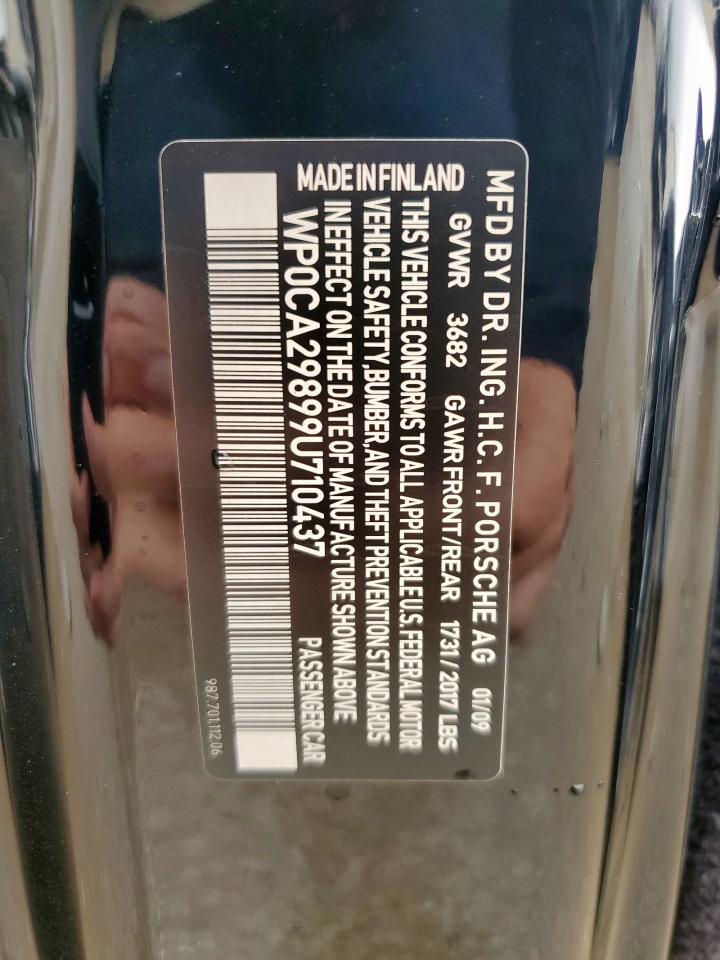 MFD BY DR. ING. H.C. F. PORSCHE AG 01/09
GVWR 3682 GAWR FRONT/REAR 1731/2017 LBS
THIS VEHICLE CONFORMS TO ALL APPLICABLE U.S. FEDERAL MOTOR
VEHICLE SAFETY, BUMBER, AND THEFT PREVENTION STANDARDS
IN EFFECT ON THE DATE OF MANUFACTURE SHOWN ABOVE
MADE IN FINLAND WP0CA29899U710437 PASSENGER CAR
987.701.112.06